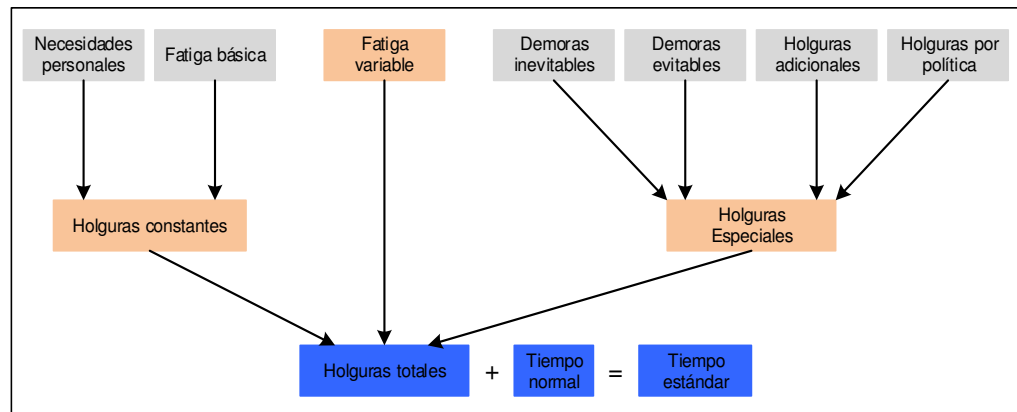 Necesidades
personales
Fatiga básica
Fatiga
variable
Demoras
inevitables
Demoras
evitables
Holguras
adicionales
Holguras por
política
Holguras constantes
Holguras
Especiales
Holguras totales
+
Tiempo
normal
=
Tiempo
estándar